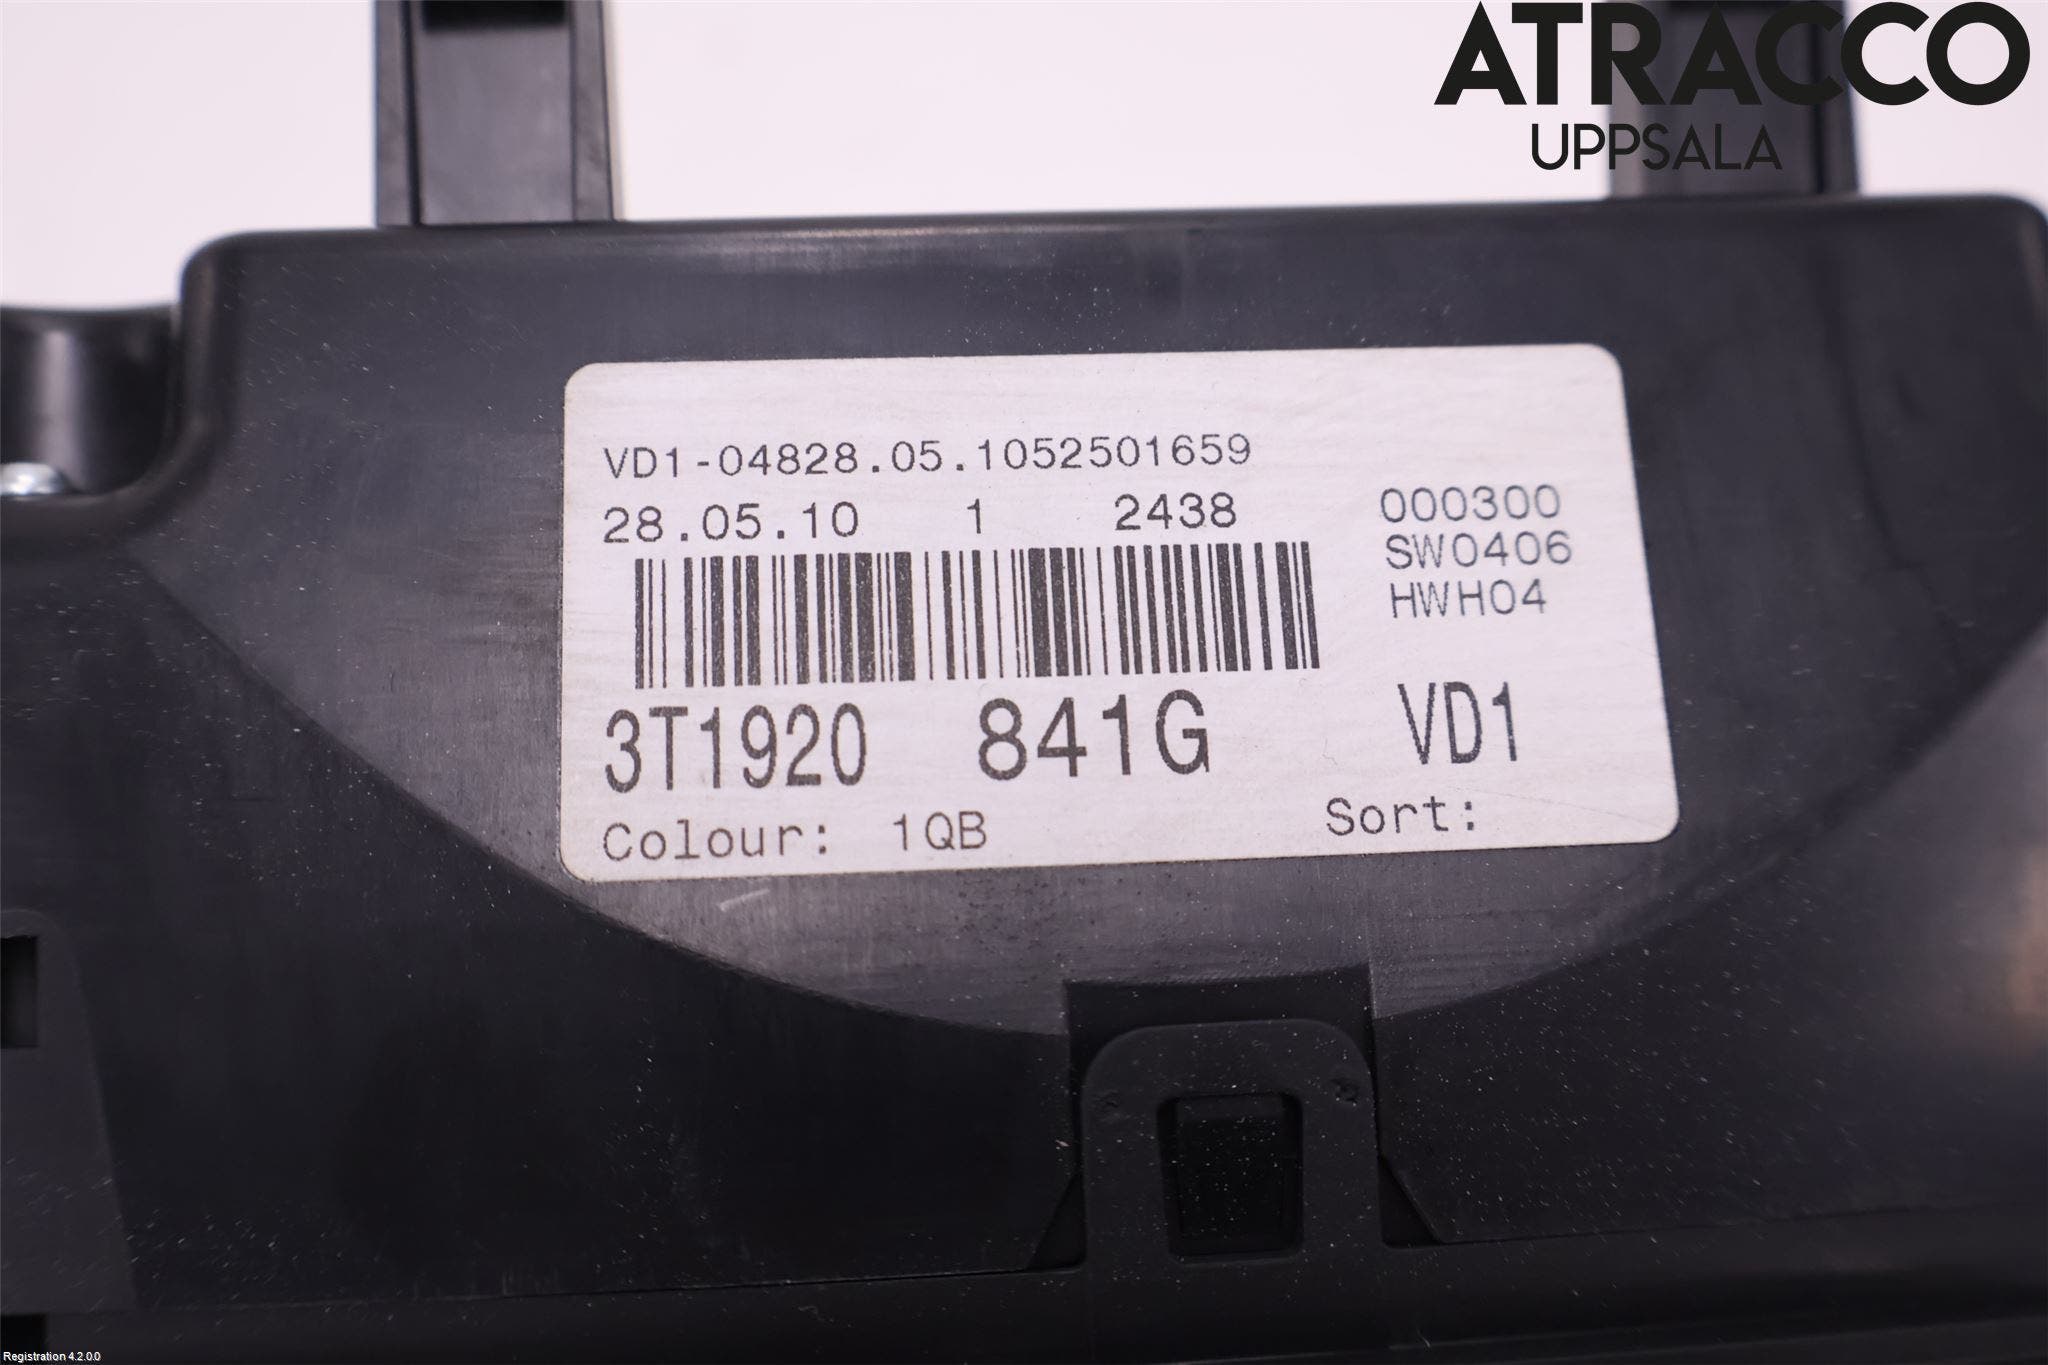 ATRACCO
UPPSALA
VD1-04828.05.1052501659
28.05.10 1 2438
000300
SW0406
HWH04
3T1920 841G VD1
Colour: 1QB Sort:
Registration 4.2.0.0